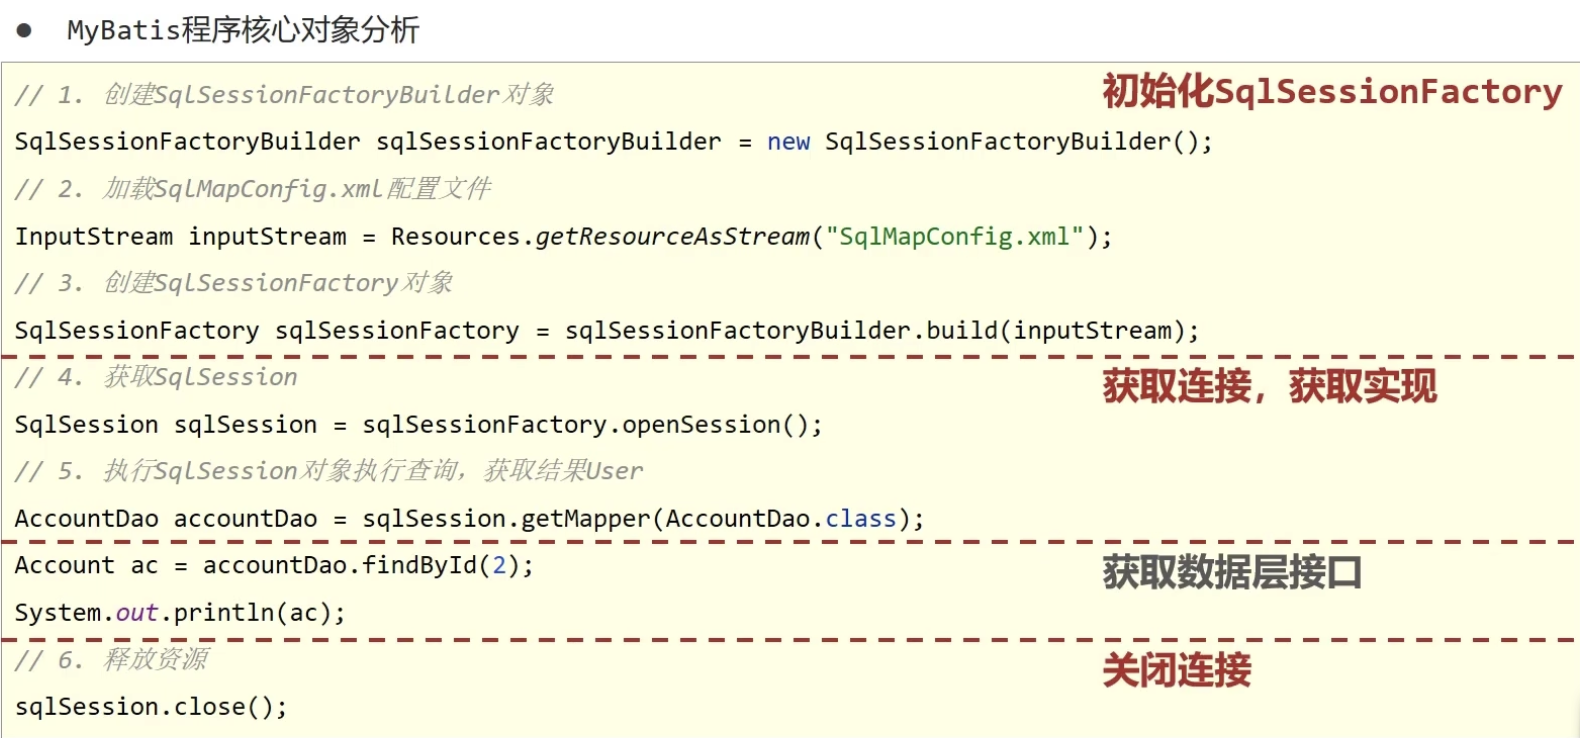 ● MyBatis程序核心对象分析
// 1. 创建SqlSessionFactoryBuilder对象
初始化SqlSessionFactory
SqlSessionFactoryBuilder sqlSessionFactoryBuilder = new SqlSessionFactoryBuilder();
// 2. 加载SqlMapConfig.xml配置文件
InputStream inputStream = Resources.getResourceAsStream("SqlMapConfig.xml");
// 3. 创建SqlSessionFactory对象
SqlSessionFactory sqlSessionFactory = sqlSessionFactoryBuilder.build(inputStream);
// 4. 获取SqlSession
获取连接，获取实现
SqlSession sqlSession = sqlSessionFactory.openSession();
// 5. 执行SqlSession对象执行查询，获取结果User
AccountDao accountDao = sqlSession.getMapper(AccountDao.class);
Account ac = accountDao.findById(2);
获取数据层接口
System.out.println(ac);
// 6. 释放资源
关闭连接
sqlSession.close();